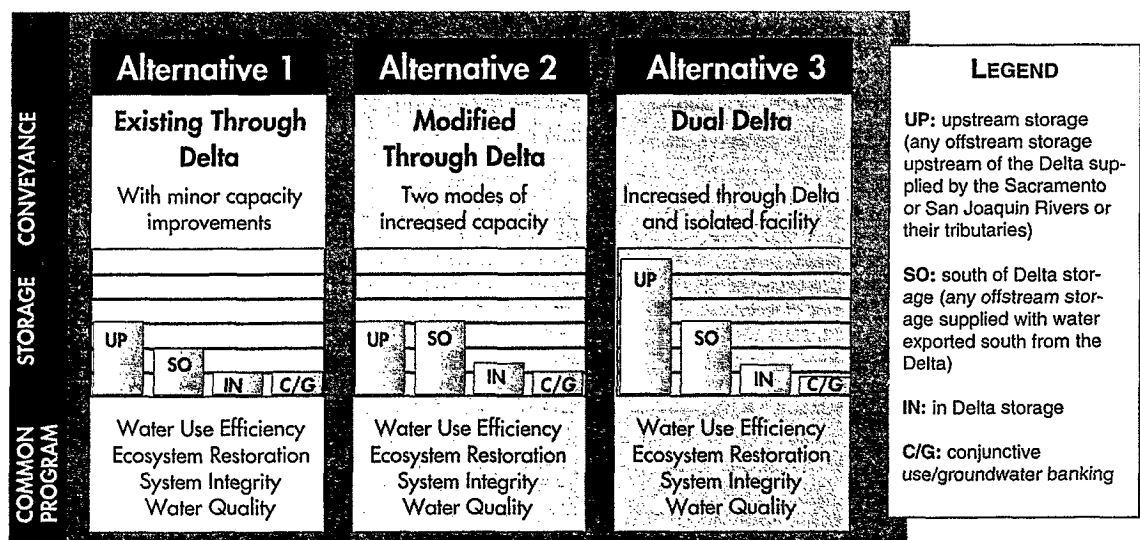 CONVEYANCE
STORAGE
COMMON
PROGRAM
Alternative 1
Existing Through
Delta
With minor capacity
improvements
UP
SO
IN
C/G
Water Use Efficiency
Ecosystem Restoration
System Integrity
Water Quality
Alternative 2
Modified
Through Delta
Two modes of
increased capacity
UP
SO
IN
C/G
Water Use Efficiency
Ecosystem Restoration
System Integrity
Water Quality
Alternative 3
Dual Delta
Increased through Delta
and isolated facility
UP
SO
IN
C/G
Water Use Efficiency
Ecosystem Restoration
System Integrity
Water Quality
LEGEND
UP: upstream storage
(any offstream storage
upstream of the Delta sup-
plied by the Sacramento
or San Joaquin Rivers or
their tributaries)
SO: south of Delta stor-
age (any offstream stor-
age supplied with water
exported south from the
Delta)
IN: in Delta storage
C/G: conjunctive
use/groundwater banking